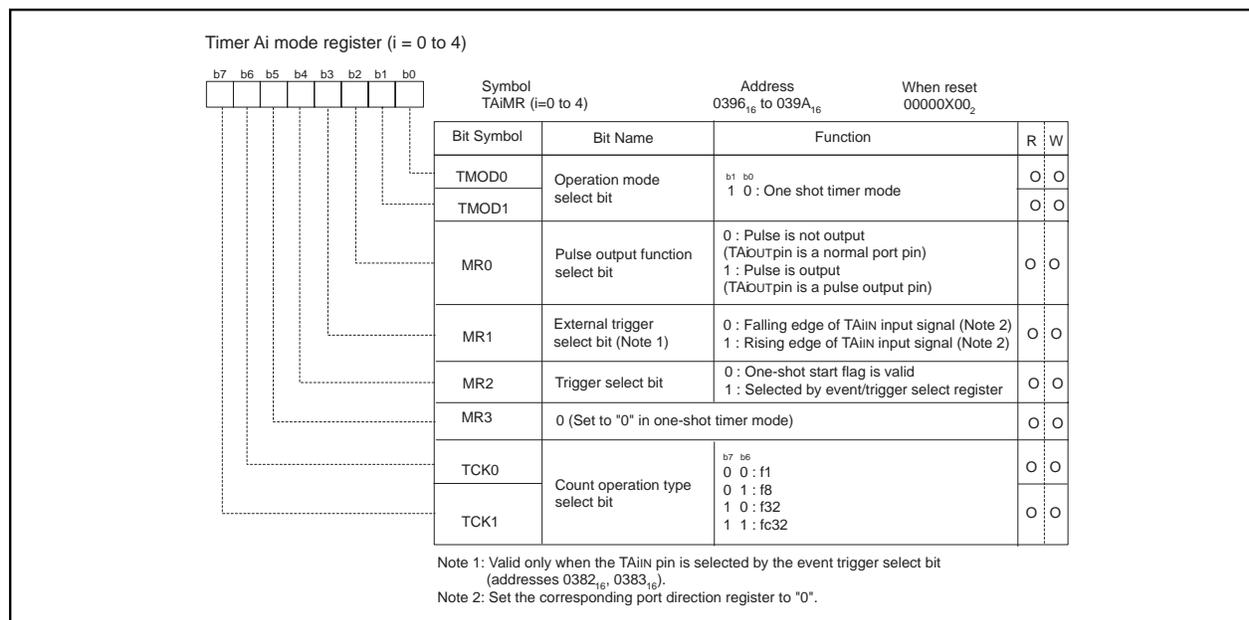 Timer Ai mode register (i = 0 to 4)
b7 b6 b5 b4 b3 b2 b1 b0
Symbol Address When reset
TAiMR (i=0 to 4) 0396₁₆ to 039A₁₆ 00000X00₂
Bit Symbol Bit Name Function R W
TMOD0 O O
Operation mode
select bit
b1 b0
1 0 : One shot timer mode
TMOD1 O O
MR0
Pulse output function
select bit
0 : Pulse is not output
(TAiOUTpin is a normal port pin)
1 : Pulse is output
(TAiOUTpin is a pulse output pin)
O O
MR1
External trigger
select bit (Note 1)
0 : Falling edge of TAiIN input signal (Note 2)
1 : Rising edge of TAiIN input signal (Note 2)
O O
MR2
Trigger select bit
0 : One-shot start flag is valid
1 : Selected by event/trigger select register
O O
MR3 0 (Set to "0" in one-shot timer mode) O O
TCK0 O O
Count operation type
select bit
b7 b6
0 0 : f1
0 1 : f8
1 0 : f32
1 1 : fc32
TCK1 O O
Note 1: Valid only when the TAiIN pin is selected by the event trigger select bit
(addresses 0382₁₆, 0383₁₆).
Note 2: Set the corresponding port direction register to "0".